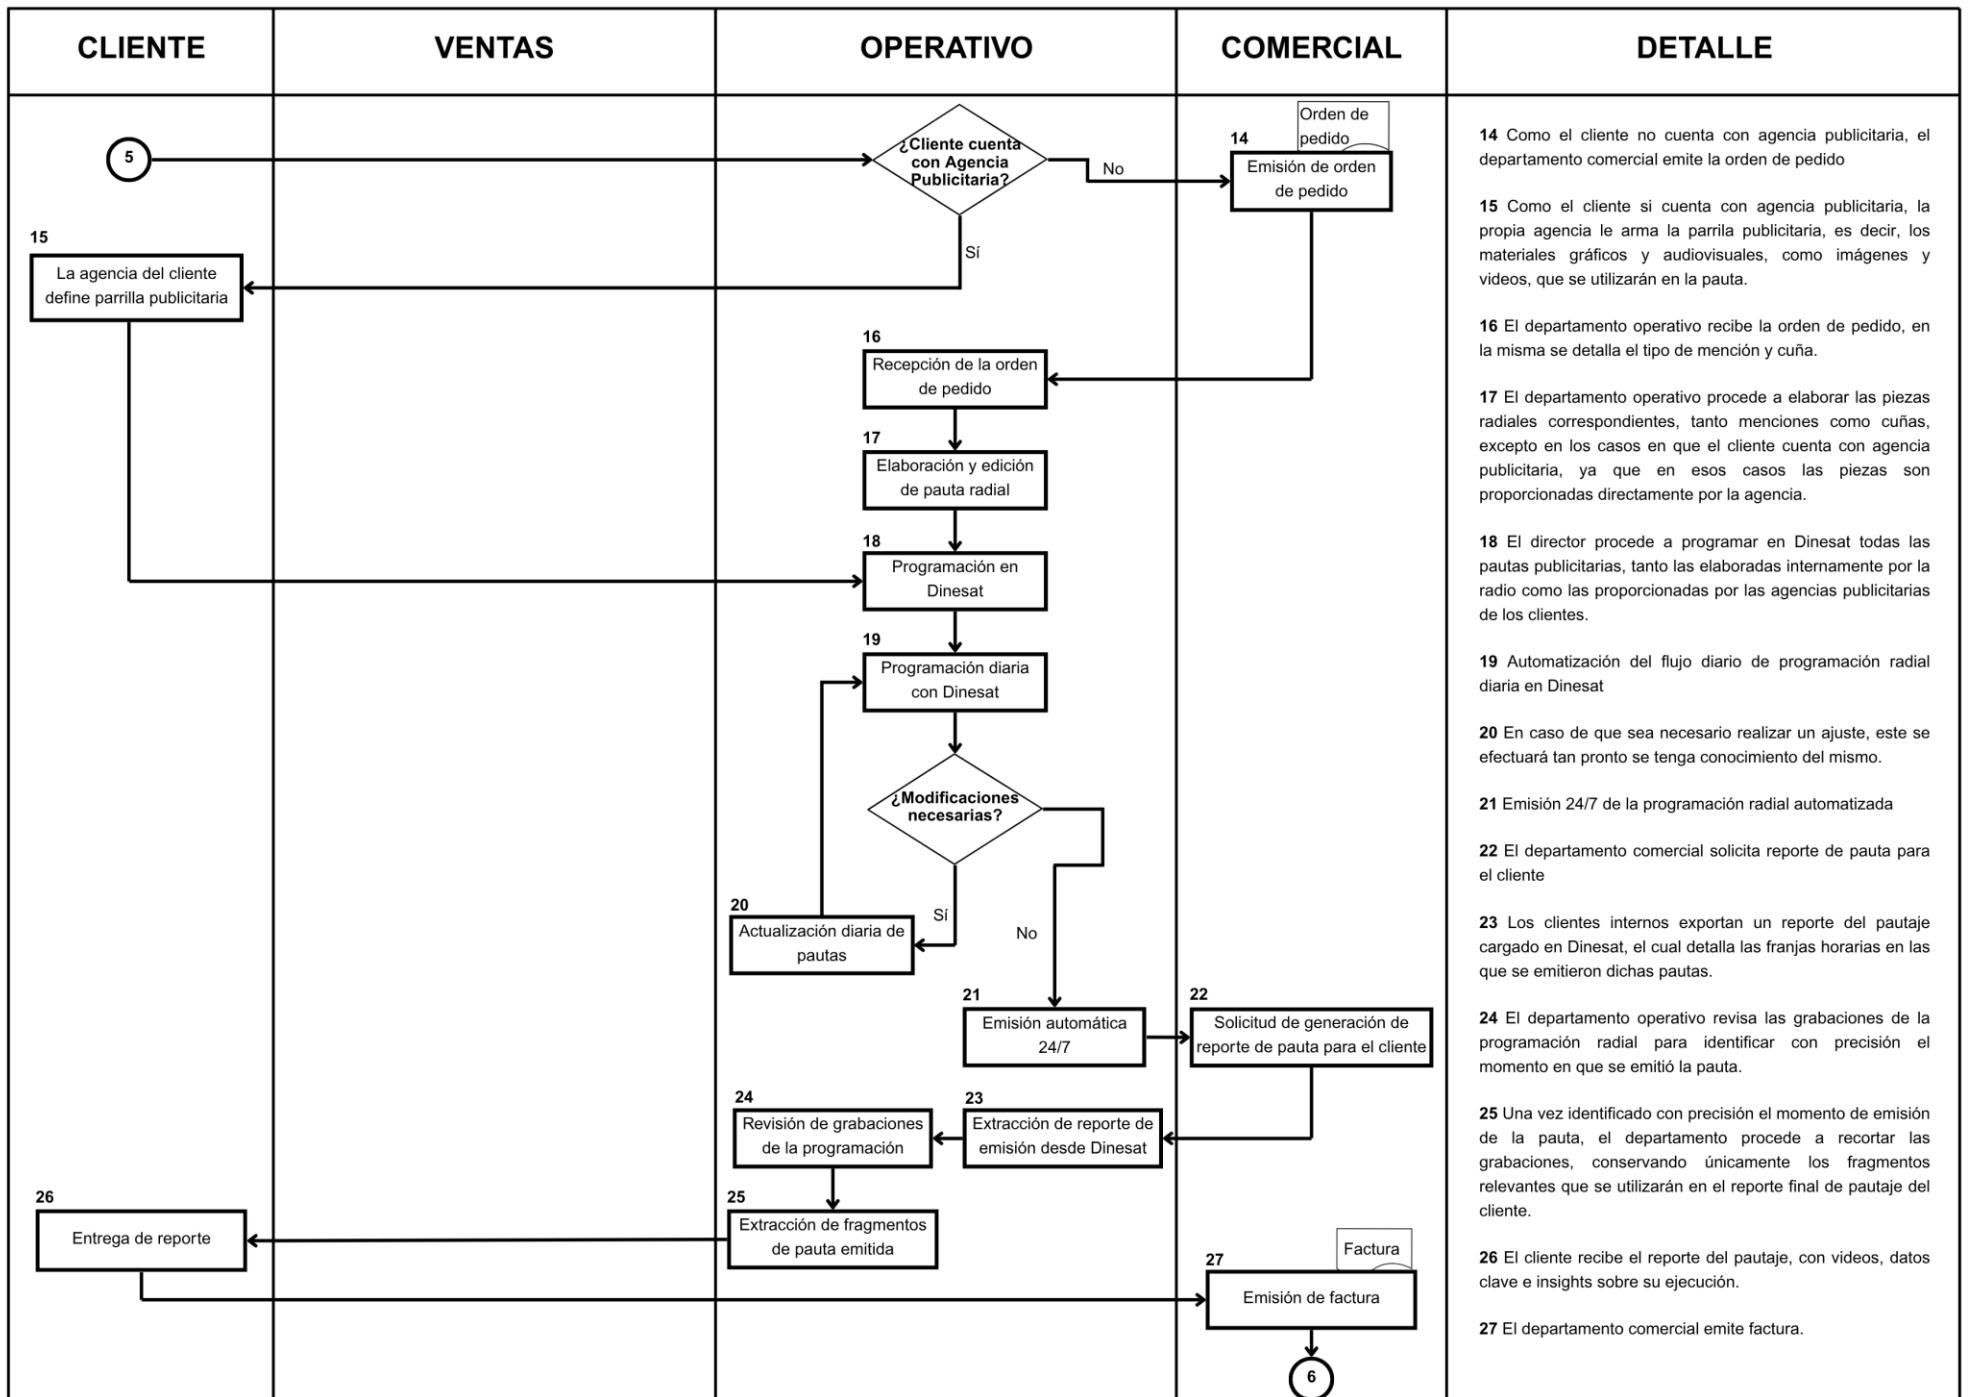 CLIENTE
VENTAS
OPERATIVO
COMERCIAL
DETALLE
5
¿Cliente cuenta
con Agencia
Publicitaria?
No
Sí
14
Orden de
pedido
Emisión de orden
de pedido
15
La agencia del cliente
define parrilla publicitaria
16
Recepción de la orden
de pedido
17
Elaboración y edición
de pauta radial
18
Programación en
Dinesat
19
Programación diaria
con Dinesat
¿Modificaciones
necesarias?
Sí
No
20
Actualización diaria de
pautas
21
Emisión automática
24/7
22
Solicitud de generación de
reporte de pauta para el cliente
24
Revisión de grabaciones
de la programación
23
Extracción de reporte de
emisión desde Dinesat
26
Entrega de reporte
25
Extracción de fragmentos
de pauta emitida
27
Factura
Emisión de factura
6
14 Como el cliente no cuenta con agencia publicitaria, el
departamento comercial emite la orden de pedido
15 Como el cliente si cuenta con agencia publicitaria, la
propia agencia le arma la parrila publicitaria, es decir, los
materiales gráficos y audiovisuales, como imágenes y
videos, que se utilizarán en la pauta.
16 El departamento operativo recibe la orden de pedido, en
la misma se detalla el tipo de mención y cuña.
17 El departamento operativo procede a elaborar las piezas
radiales correspondientes, tanto menciones como cuñas,
excepto en los casos en que el cliente cuenta con agencia
publicitaria, ya que en esos casos las piezas son
proporcionadas directamente por la agencia.
18 El director procede a programar en Dinesat todas las
pautas publicitarias, tanto las elaboradas internamente por la
radio como las proporcionadas por las agencias publicitarias
de los clientes.
19 Automatización del flujo diario de programación radial
diaria en Dinesat
20 En caso de que sea necesario realizar un ajuste, este se
efectuará tan pronto se tenga conocimiento del mismo.
21 Emisión 24/7 de la programación radial automatizada
22 El departamento comercial solicita reporte de pauta para
el cliente
23 Los clientes internos exportan un reporte del pautaje
cargado en Dinesat, el cual detalla las franjas horarias en las
que se emitieron dichas pautas.
24 El departamento operativo revisa las grabaciones de la
programación radial para identificar con precisión el
momento en que se emitió la pauta.
25 Una vez identificado con precisión el momento de emisión
de la pauta, el departamento procede a recortar las
grabaciones, conservando únicamente los fragmentos
relevantes que se utilizarán en el reporte final de pautaje del
cliente.
26 El cliente recibe el reporte del pautaje, con videos, datos
clave e insights sobre su ejecución.
27 El departamento comercial emite factura.